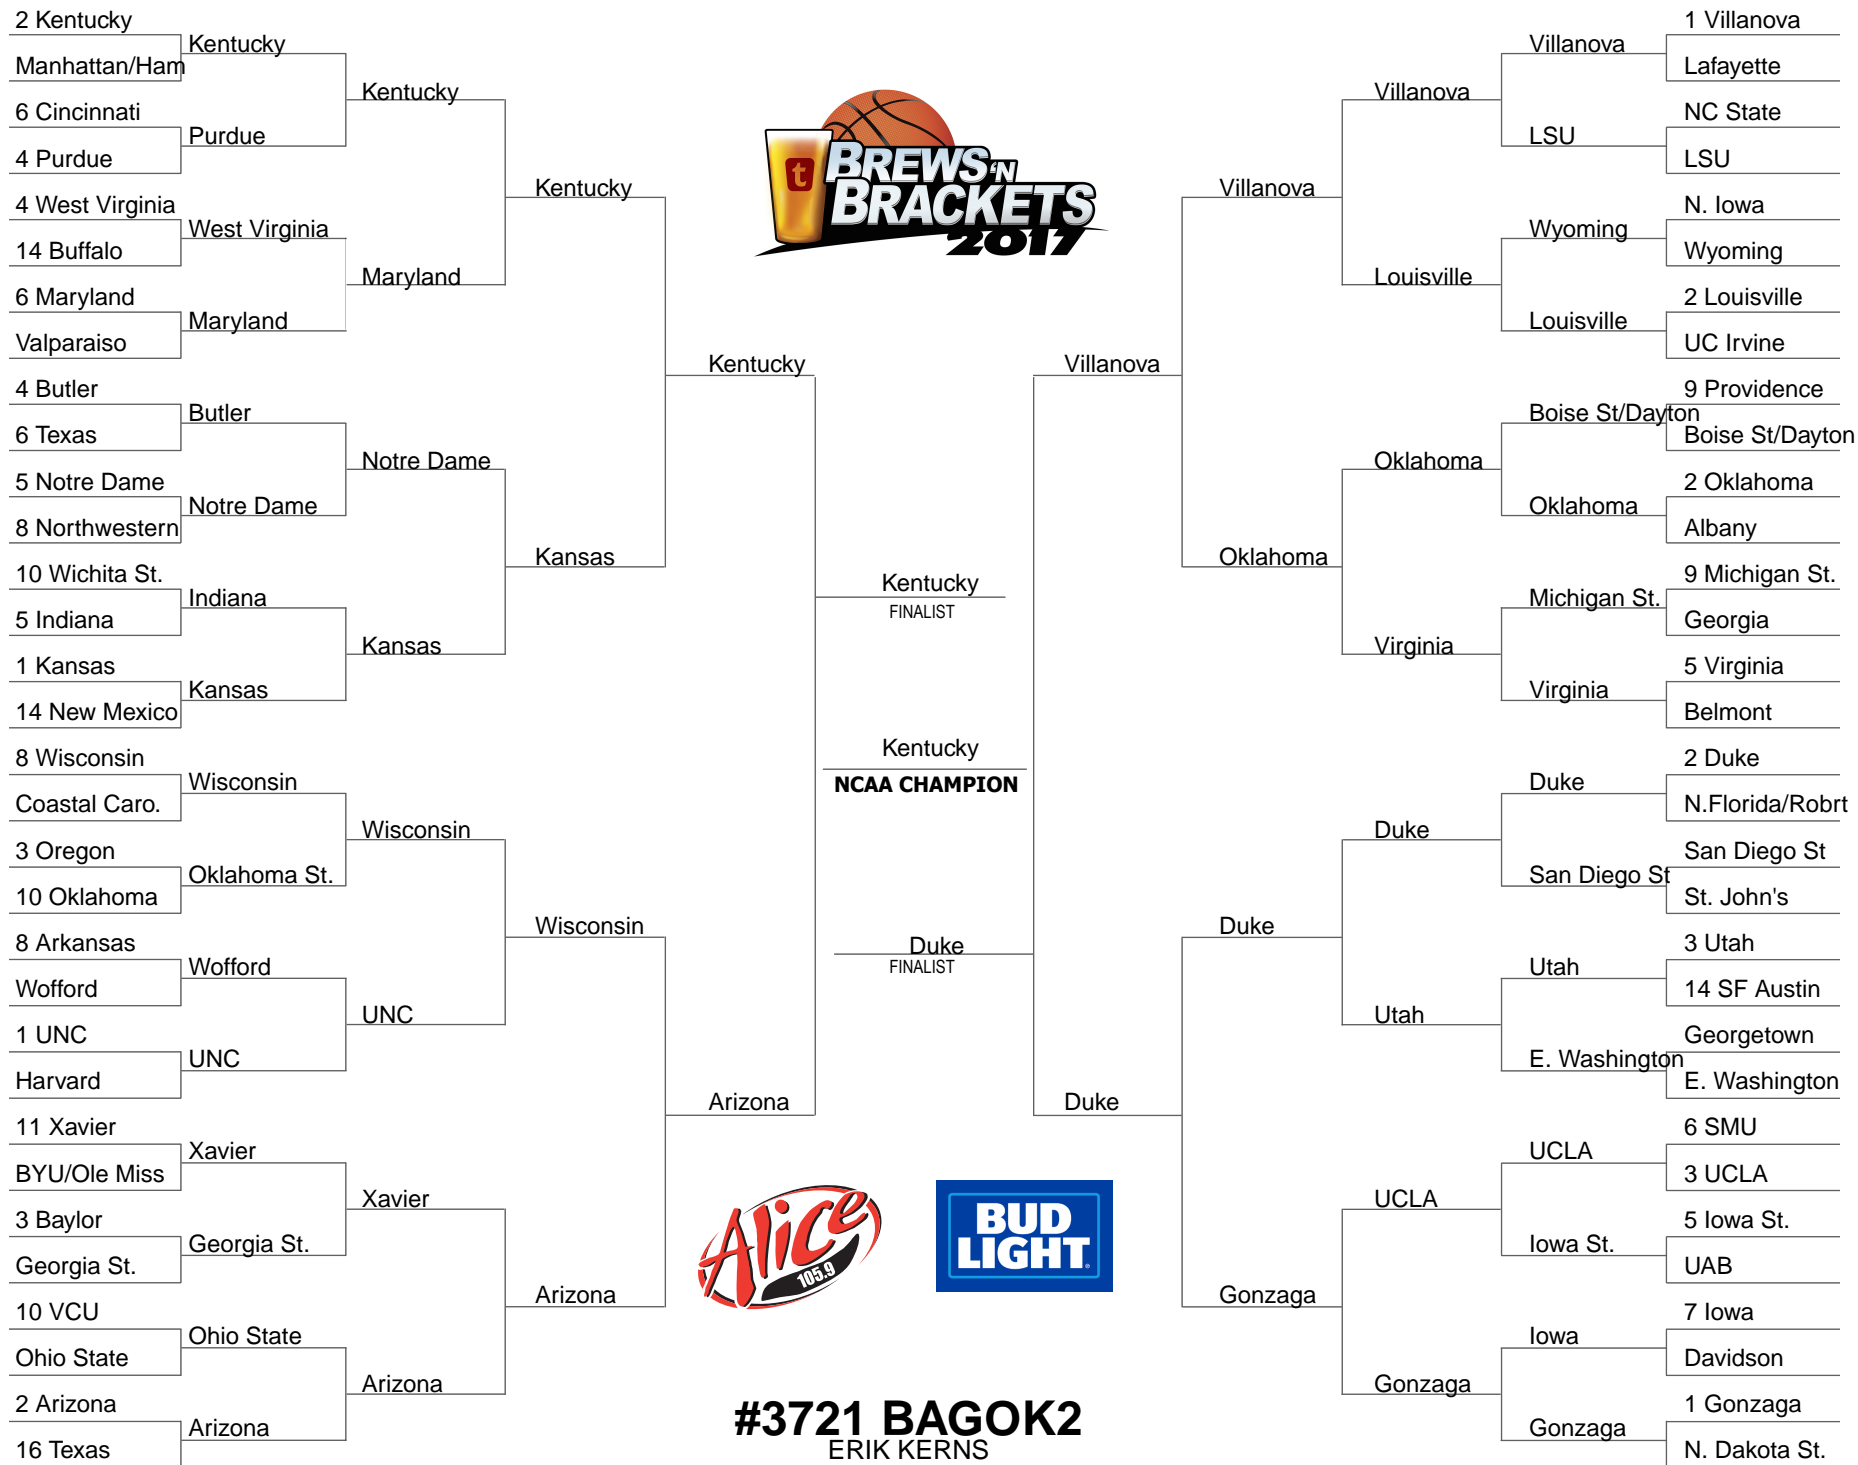 2 Kentucky
Manhattan/Ham
6 Cincinnati
4 Purdue
4 West Virginia
14 Buffalo
6 Maryland
Valparaiso
4 Butler
6 Texas
5 Notre Dame
8 Northwestern
10 Wichita St.
5 Indiana
1 Kansas
14 New Mexico
8 Wisconsin
Coastal Caro.
3 Oregon
10 Oklahoma
8 Arkansas
Wofford
1 UNC
Harvard
11 Xavier
BYU/Ole Miss
3 Baylor
Georgia St.
10 VCU
Ohio State
2 Arizona
16 Texas
Kentucky
Purdue
West Virginia
Maryland
Butler
Notre Dame
Indiana
Kansas
Wisconsin
Oklahoma St.
Wofford
UNC
Xavier
Georgia St.
Ohio State
Arizona
Kentucky
Maryland
Notre Dame
Kansas
Wisconsin
UNC
Xavier
Arizona
Kentucky
Kansas
Wisconsin
Arizona
Kentucky
Arizona
t
BREWS 'N
BRACKETS
2017
Kentucky
FINALIST
Kentucky
NCAA CHAMPION
Duke
FINALIST
Alice
105.9
BUD
LIGHT
#3721 BAGOK2
ERIK KERNS
Villanova
Duke
Villanova
Oklahoma
Duke
Gonzaga
Villanova
Louisville
Oklahoma
Virginia
Duke
Utah
UCLA
Gonzaga
Villanova
LSU
Wyoming
Louisville
Boise St/Dayton
Oklahoma
Michigan St.
Virginia
Duke
San Diego St
Utah
E. Washington
UCLA
Iowa St.
Iowa
Gonzaga
1 Villanova
Lafayette
NC State
LSU
N. Iowa
Wyoming
2 Louisville
UC Irvine
9 Providence
Boise St/Dayton
2 Oklahoma
Albany
9 Michigan St.
Georgia
5 Virginia
Belmont
2 Duke
N.Florida/Robrt
San Diego St
St. John's
3 Utah
14 SF Austin
Georgetown
E. Washington
6 SMU
3 UCLA
5 Iowa St.
UAB
7 Iowa
Davidson
1 Gonzaga
N. Dakota St.